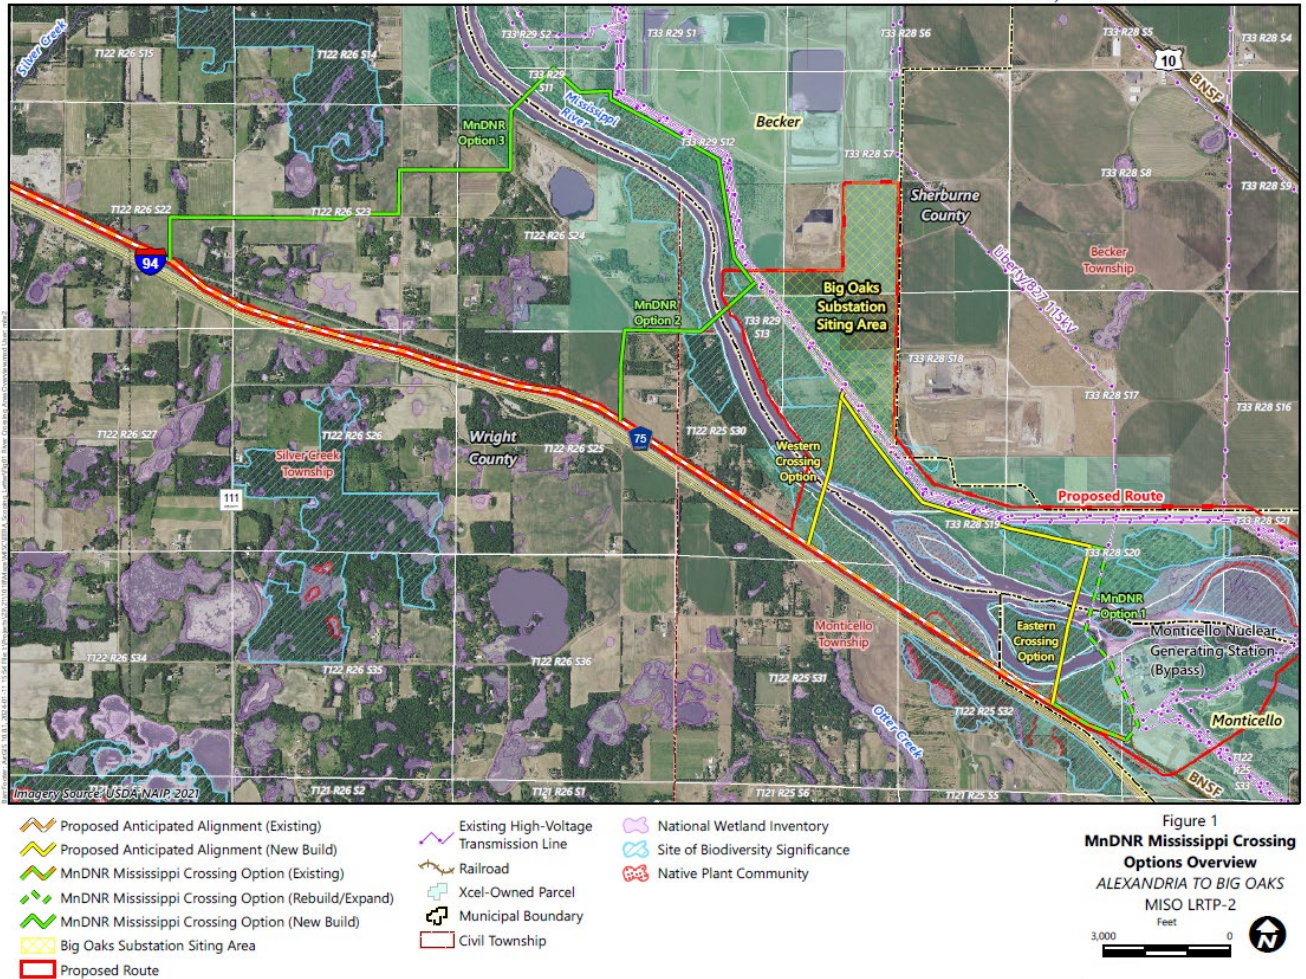 Silver Creek
T122 R26 S15
T122 R26 S14
T33 R29 S2
T33 R29 S1
T33 R28 S6
T33 R28 S5
T33 R28 S4
10
BNSF
T33 R29
S11
Mississippi
River
MnDNR
Option 3
Becker
T33 R29 S12
T33 R28 S7
T33 R28 S8
T33 R28 S9
Sherburne
County
T122 R26 S22
T122 R26 S23
T122 R26 S24
94
Becker
Township
Liberty/827 115kV
MnDNR
Option 2
Big Oaks
Substation
Siting Area
T33 R29
S13
T33 R28 S18
T33 R28 S17
T33 R28 S16
T122 R26 S27
T122 R26 S26
Silver Creek
Township
Wright
County
T122 R26 S25
75
T122 R25 S30
Western
Crossing
Option
111
Proposed Route
T33 R28 S19
T33 R28 S21
T33 R28 S20
MnDNR
Option 1
Eastern
Crossing
Option
Monticello Nuclear
Generating Station
(Bypass)
Monticello
Township
T122 R26 S34
T122 R26 S35
T122 R26 S36
T122 R25 S31
T122 R25 S32
Otter Creek
Monticello
T122
R25
S33
BNSF
Imagery Source: USDA NAIP, 2021
T121 R26 S2
T121 R26 S1
T121 R25 S6
T121 R25 S5
Proposed Anticipated Alignment (Existing)
Proposed Anticipated Alignment (New Build)
MnDNR Mississippi Crossing Option (Existing)
MnDNR Mississippi Crossing Option (Rebuild/Expand)
MnDNR Mississippi Crossing Option (New Build)
Big Oaks Substation Siting Area
Proposed Route
Existing High-Voltage
Transmission Line
Railroad
Xcel-Owned Parcel
Municipal Boundary
Civil Township
National Wetland Inventory
Site of Biodiversity Significance
Native Plant Community
Figure 1
MnDNR Mississippi Crossing
Options Overview
ALEXANDRIA TO BIG OAKS
MISO LRTP-2
Feet
3,000 0
N